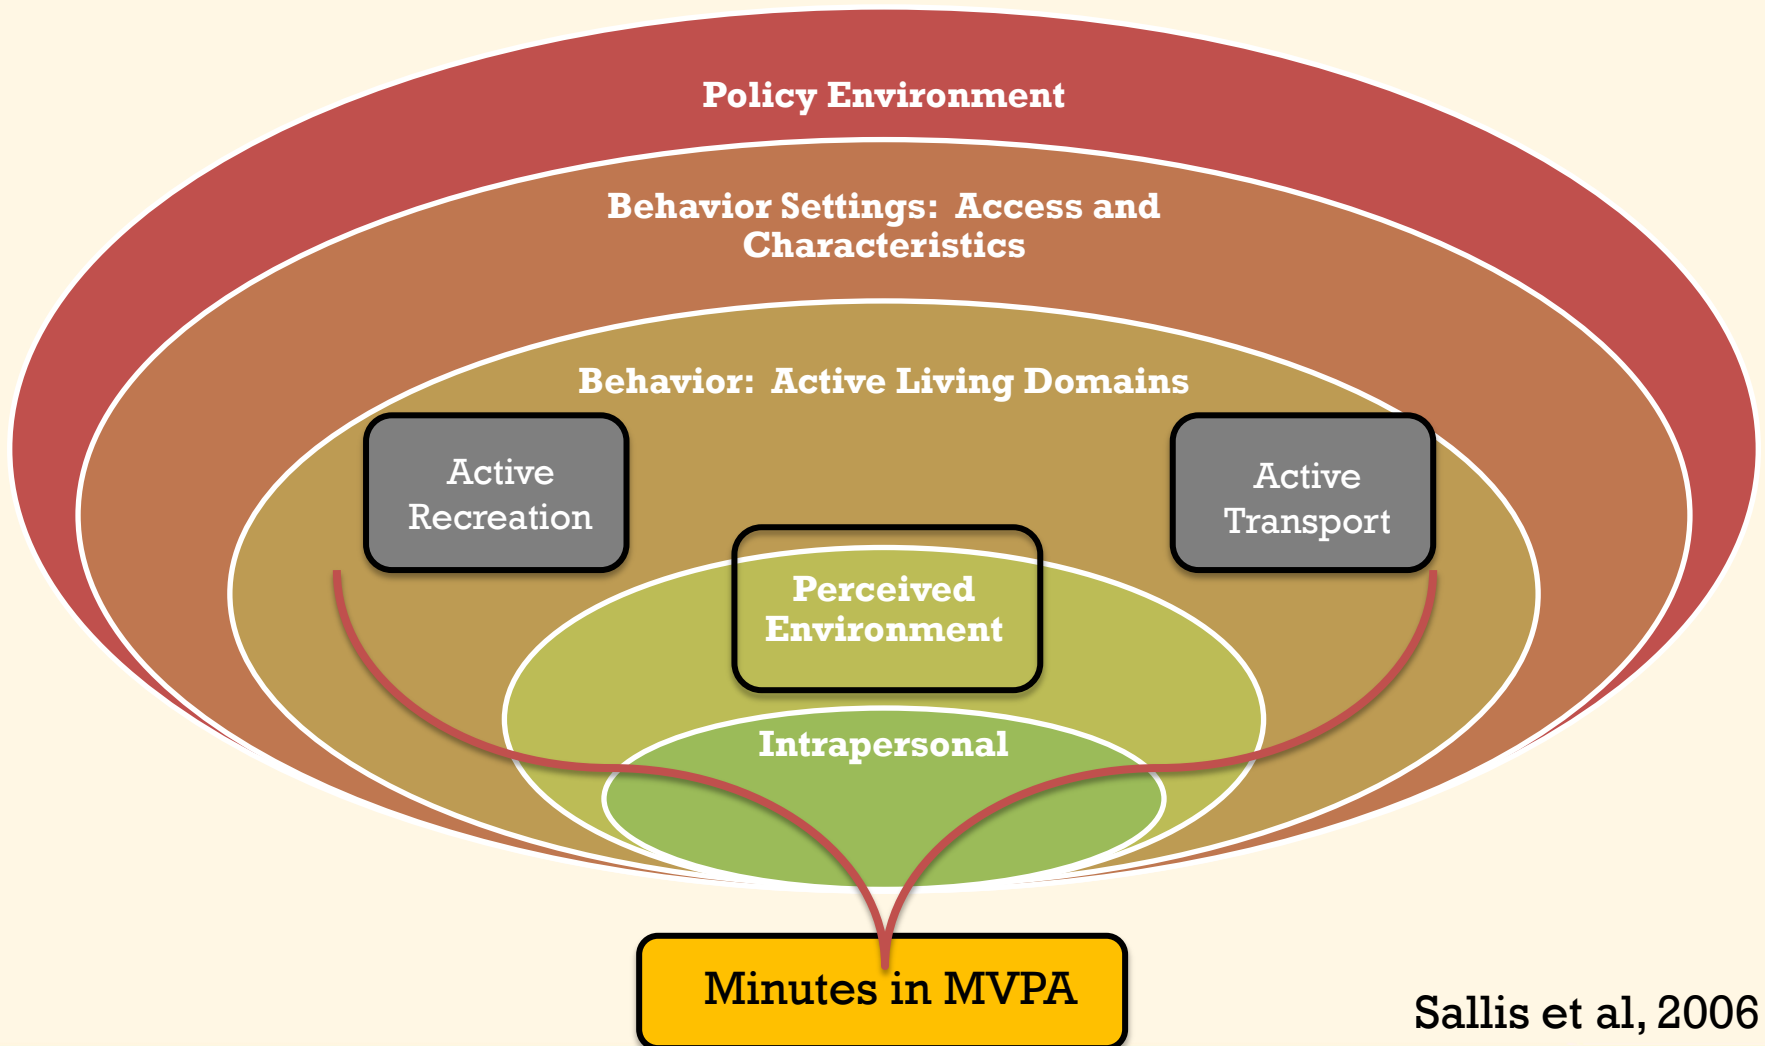 Policy Environment
Behavior Settings:  Access and
Characteristics
Behavior:  Active Living Domains
Active
Recreation
Active
Transport
Perceived
Environment
Intrapersonal
Minutes in MVPA
Sallis et al, 2006